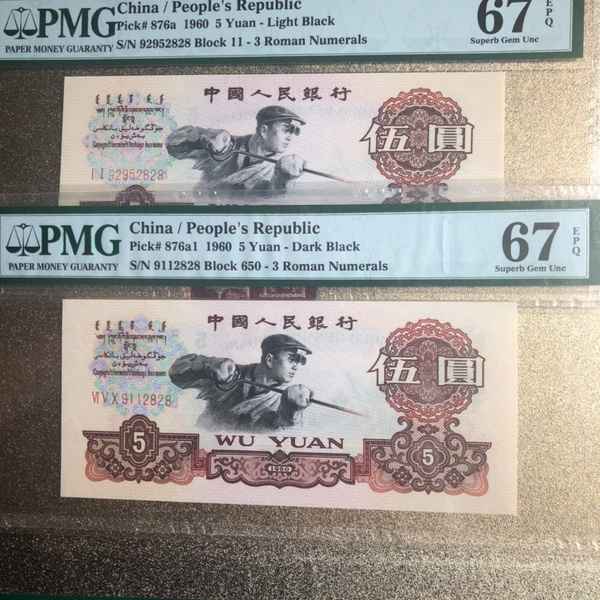 PMG
PAPER MONEY GUARANTY
China / People's Republic
Pick# 876a 1960 5 Yuan - Light Black
S/N 92952828 Block 11 - 3 Roman Numerals
67 EPQ
Superb Gem Unc
中國人民銀行
伍圓
I I 92952828
PMG
PAPER MONEY GUARANTY
China / People's Republic
Pick# 876a1 1960 5 Yuan - Dark Black
S/N 9112828 Block 650 - 3 Roman Numerals
67 EPQ
Superb Gem Unc
中國人民銀行
伍圓
VI V X 9112828
5
WU YUAN
1960
5